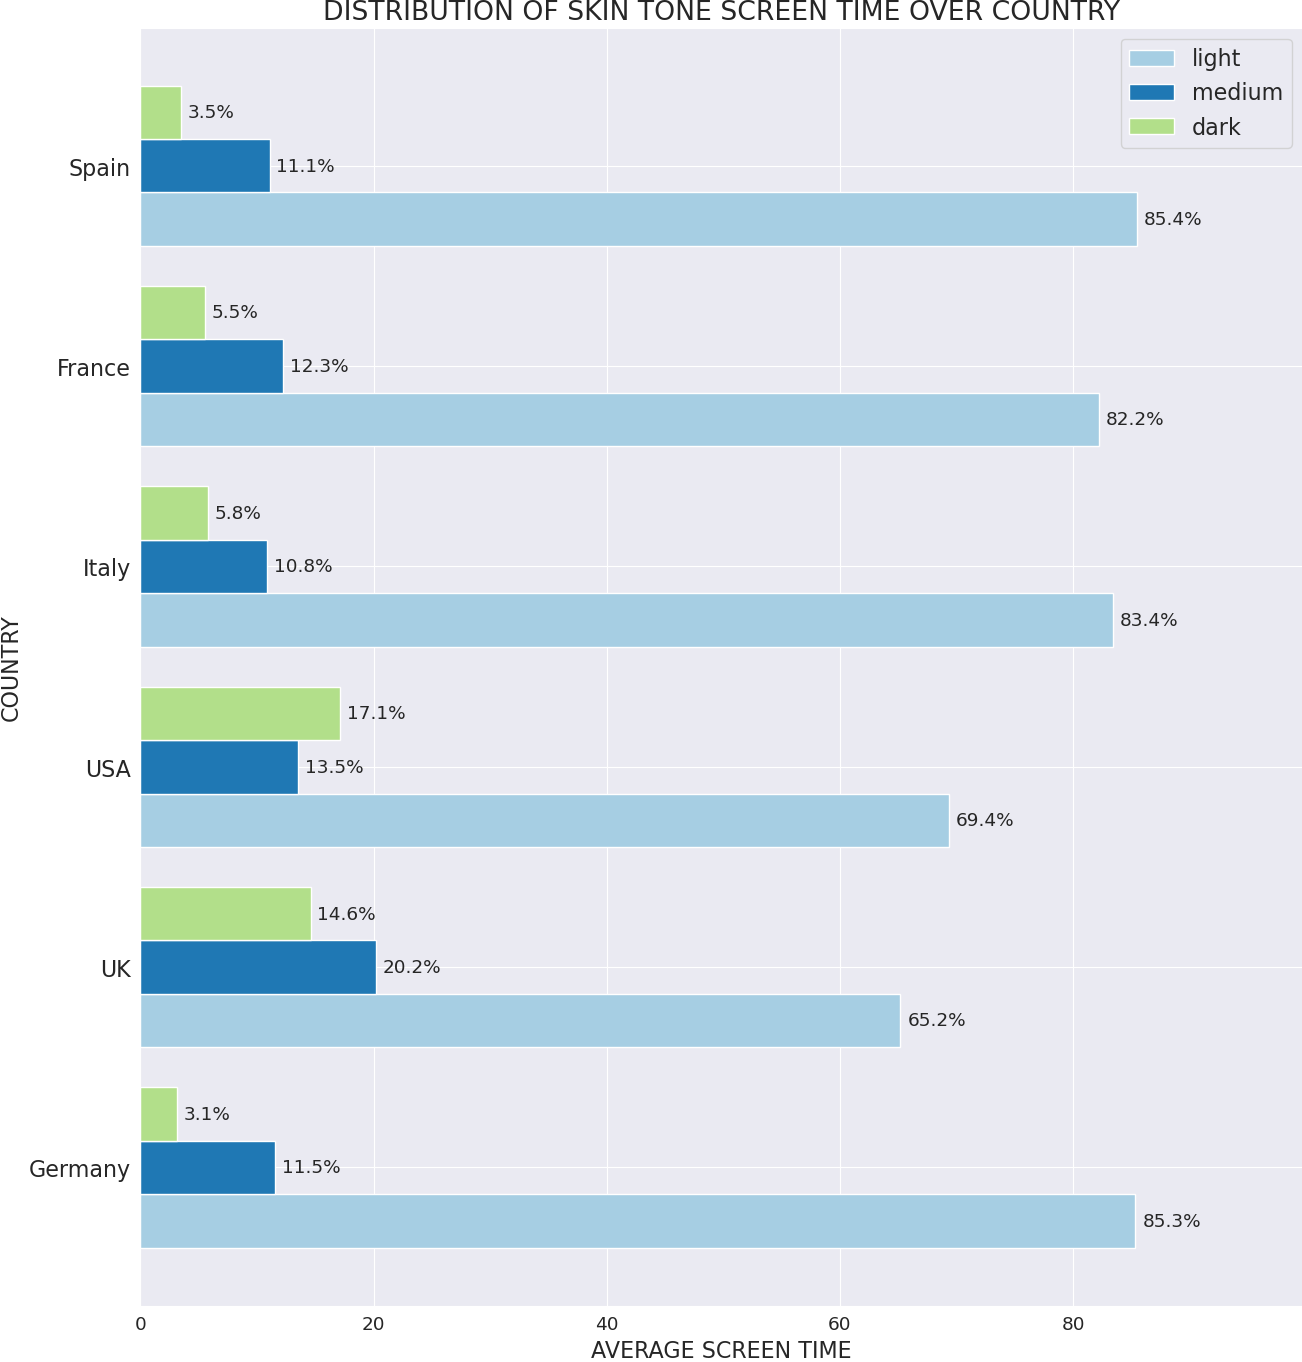 DISTRIBUTION OF SKIN TONE SCREEN TIME OVER COUNTRY
light
medium
dark
3.5%
Spain
11.1%
85.4%
5.5%
France
12.3%
82.2%
5.8%
Italy
10.8%
83.4%
COUNTRY
17.1%
USA
13.5%
69.4%
14.6%
UK
20.2%
65.2%
3.1%
Germany
11.5%
85.3%
0 20 40 60 80
AVERAGE SCREEN TIME